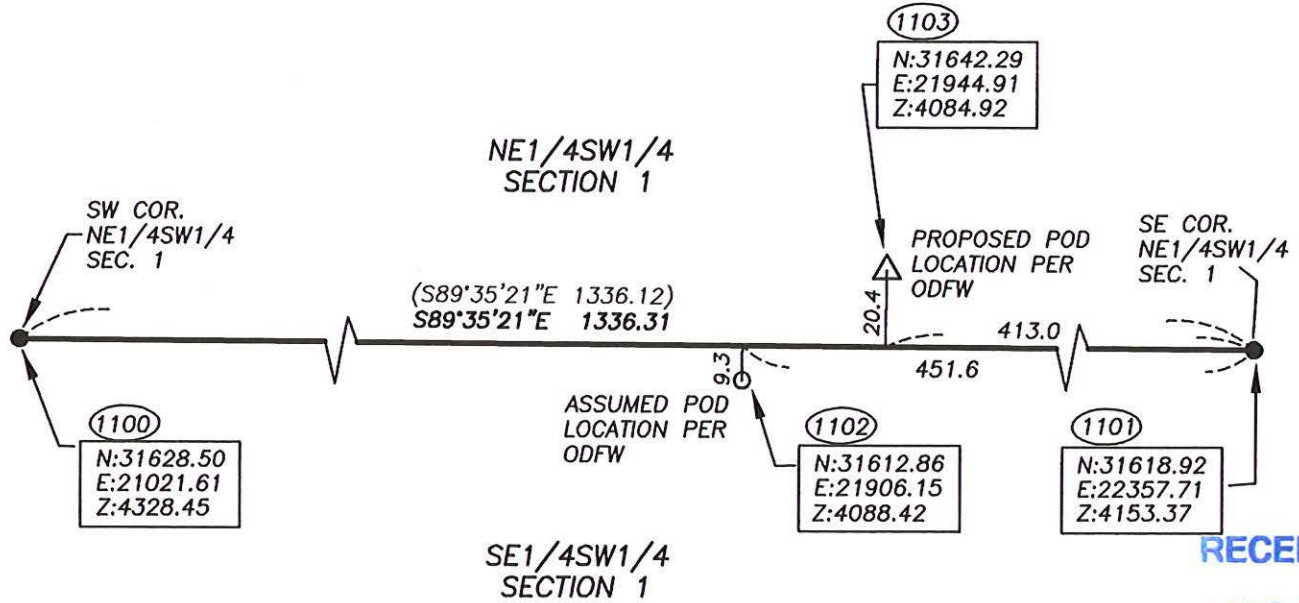 1103
N:31642.29
E:21944.91
Z:4084.92
NE1/4SW1/4
SECTION 1
SW COR.
NE1/4SW1/4
SEC. 1
PROPOSED POD
LOCATION PER
ODFW
SE COR.
NE1/4SW1/4
SEC. 1
(S89°35'21"E 1336.12)
S89°35'21"E 1336.31
20.4
413.0
451.6
9.3
ASSUMED POD
LOCATION PER
ODFW
1100
N:31628.50
E:21021.61
Z:4328.45
1102
N:31612.86
E:21906.15
Z:4088.42
1101
N:31618.92
E:22357.71
Z:4153.37
SE1/4SW1/4
SECTION 1